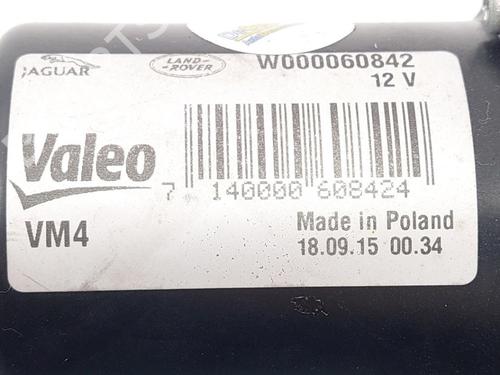 JAGUAR
LAND-
ROVER
W000060842
12 V
Valeo
7 140000 608424
VM4
Made in Poland
18.09.15 00.34